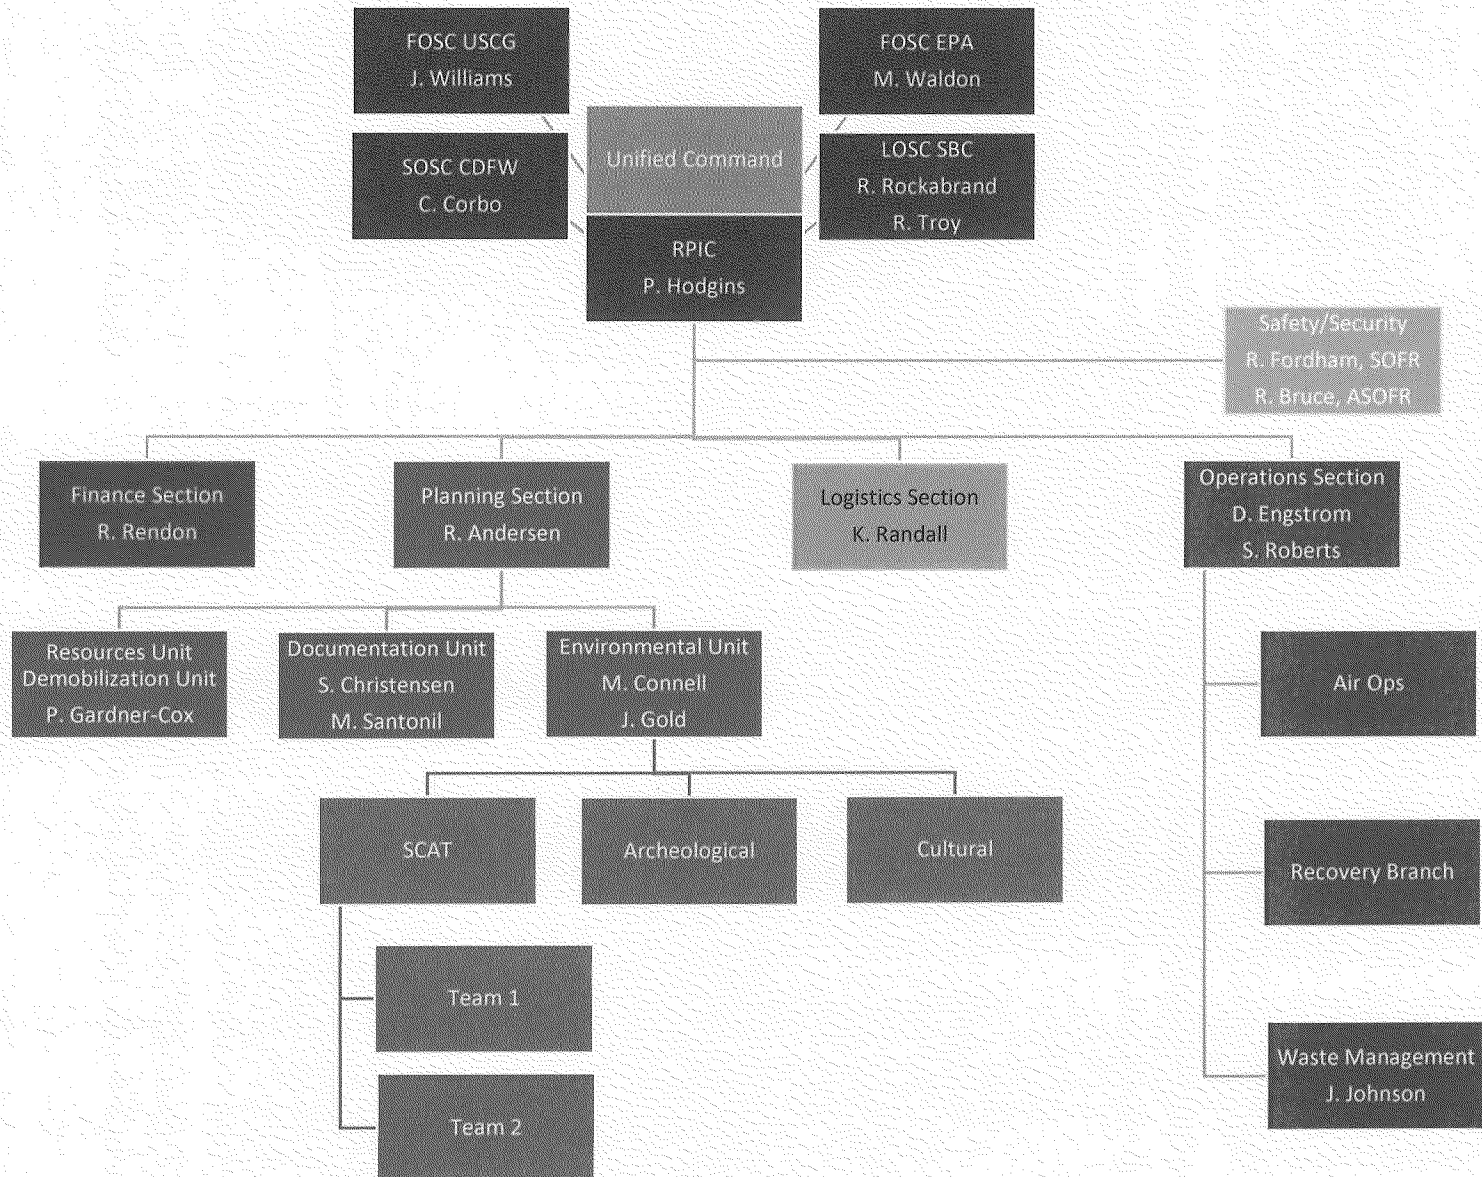 FOSC USCG
J. Williams
FOSC EPA
M. Waldon
Unified Command
SOSC CDFW
C. Corbo
LOSC SBC
R. Rockabrand
R. Troy
RPIC
P. Hodgins
Safety/Security
R. Fordham, SOFR
R. Bruce, ASOFR
Finance Section
R. Rendon
Planning Section
R. Andersen
Logistics Section
K. Randall
Operations Section
D. Engstrom
S. Roberts
Resources Unit
Demobilization Unit
P. Gardner-Cox
Documentation Unit
S. Christensen
M. Santonil
Environmental Unit
M. Connell
J. Gold
Air Ops
SCAT
Archeological
Cultural
Recovery Branch
Team 1
Team 2
Waste Management
J. Johnson